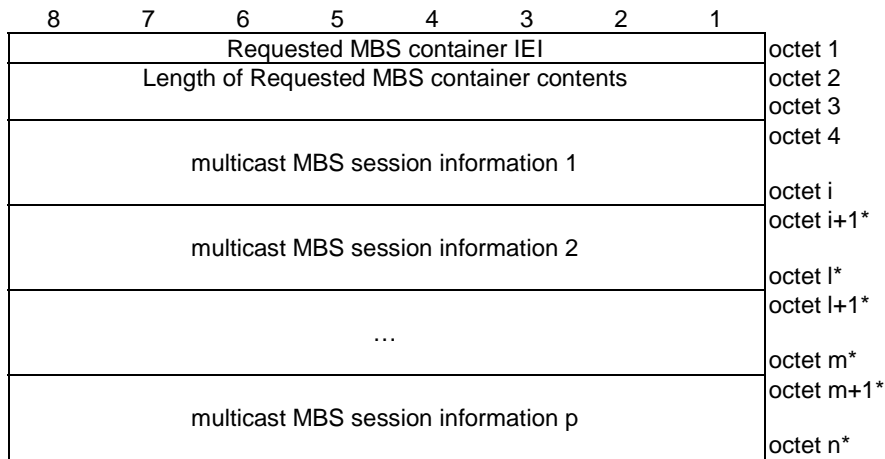 8 7 6 5 4 3 2 1
Requested MBS container IEI octet 1
Length of Requested MBS container contents octet 2
octet 3
octet 4
multicast MBS session information 1
octet i
octet i+1*
multicast MBS session information 2
octet l*
octet l+1*
…
octet m*
octet m+1*
multicast MBS session information p
octet n*